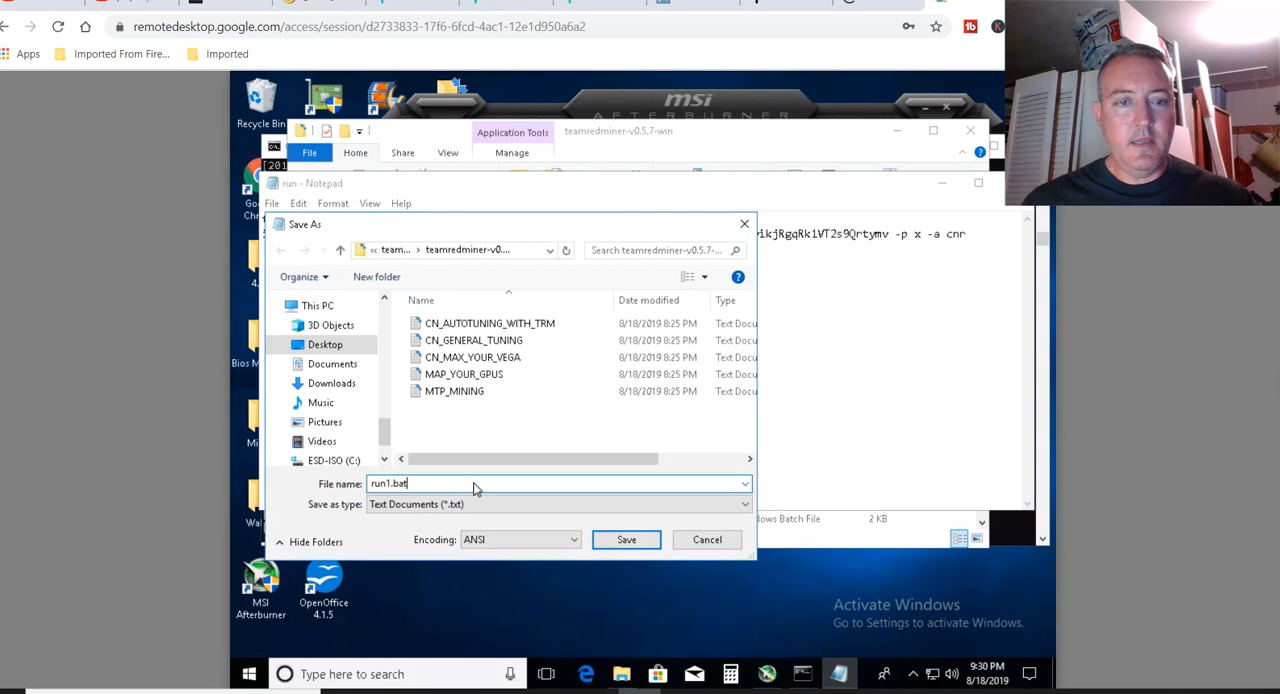 remotedesktop.google.com/access/session/d2733833-17f6-6fcd-4ac1-12e1d950a6a2
Apps
Imported From Fire...
Imported
Recycle Bin
msi
AFTERBURNER
Application Tools
teamredminer-v0.5.7-win
File
Home
Share
View
Manage
run - Notepad
File
Edit
Format
View
Help
ikjRgqRk1VT2s9Qrtymv -p x -a cnr
Save As
team...
teamredminer-v0....
Search teamredminer-v0.5.7-...
Organize
New folder
This PC
3D Objects
Desktop
Documents
Downloads
Music
Pictures
Videos
ESD-ISO (C:)
Name
Date modified
Type
CN_AUTOTUNING_WITH_TRM
8/18/2019 8:25 PM
Text Docu
CN_GENERAL_TUNING
8/18/2019 8:25 PM
Text Docu
CN_MAX_YOUR_VEGA
8/18/2019 8:25 PM
Text Docu
MAP_YOUR_GPUS
8/18/2019 8:25 PM
Text Docu
MTP_MINING
8/18/2019 8:25 PM
Text Docu
File name:
run1.bat
Save as type:
Text Documents (*.txt)
Hide Folders
Encoding:
ANSI
Save
Cancel
dows Batch File
2 KB
MSI
Afterburner
OpenOffice
4.1.5
Activate Windows
Go to Settings to activate Windows.
Type here to search
9:30 PM
8/18/2019